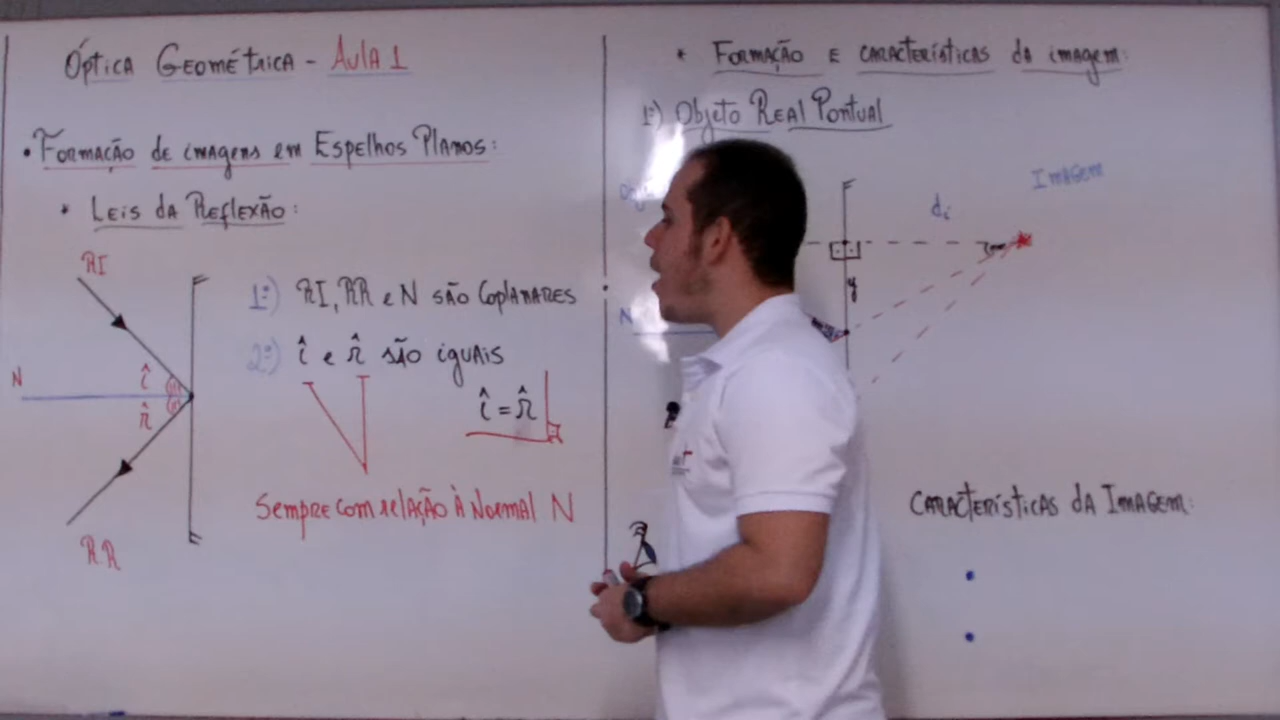 Óptica Geométrica - Aula 1
• Formação de imagens em Espelhos Planos:
* Leis da Reflexão:
RI
N
î
r̂
RR
1º) RI, RR e N são Coplanares
2º) î e r̂ são iguais
î = r̂
Sempre com relação à Normal N
* Formação e características da imagem:
1º) Objeto Real Pontual
Imagem
di
y
N
Características da Imagem:
•
•